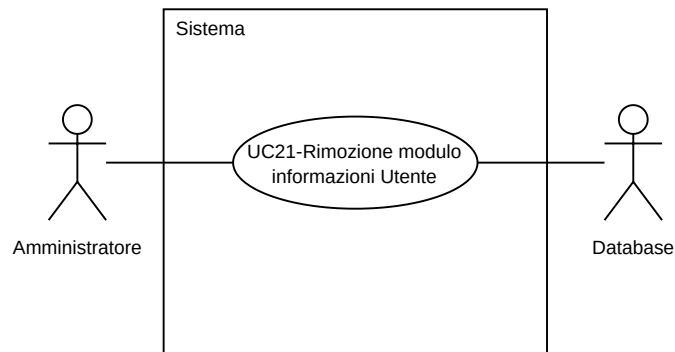 Sistema
UC21-Rimozione modulo
informazioni Utente
Amministratore
Database